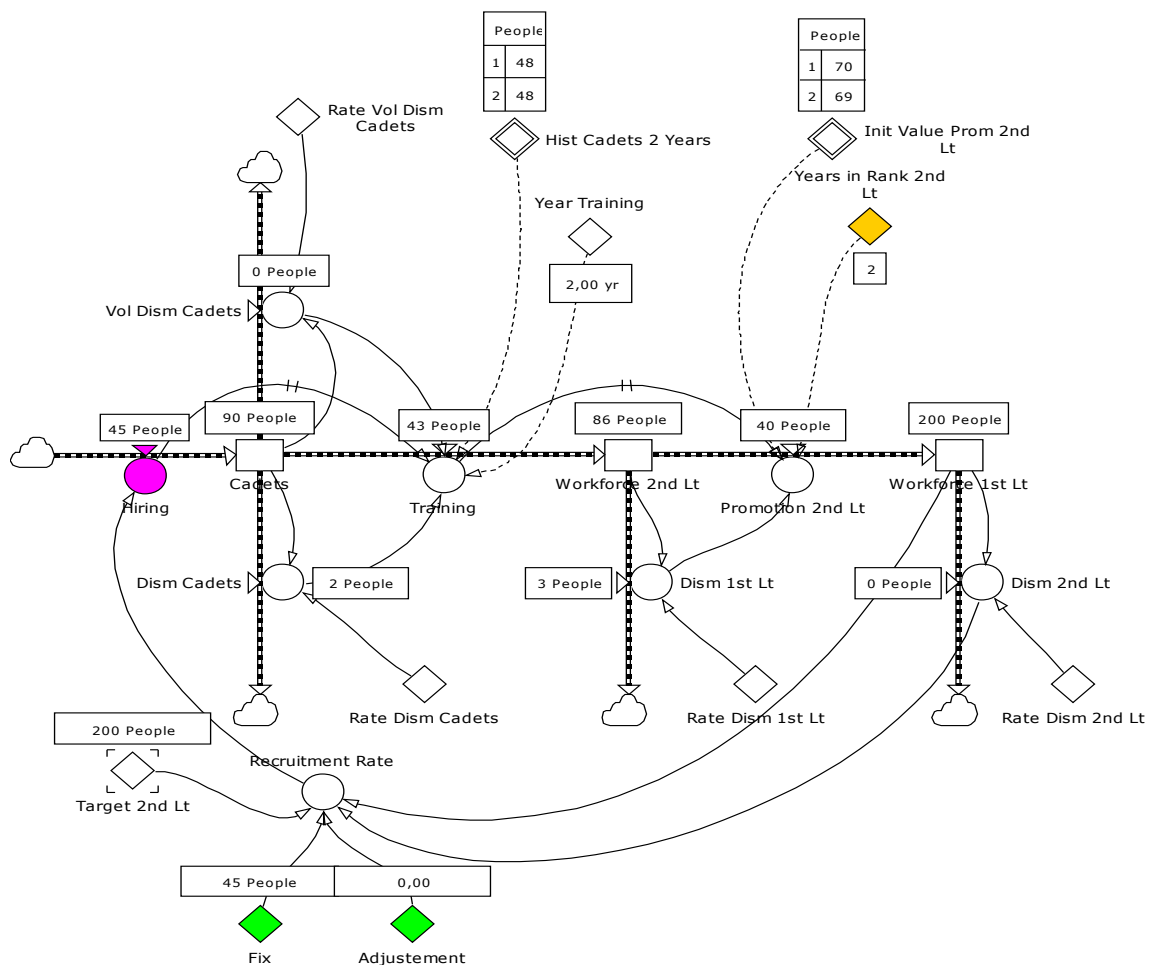 People
1 48
2 48
People
1 70
2 69
Rate Vol Dism
Cadets
Hist Cadets 2 Years
Init Value Prom 2nd
Lt
Years in Rank 2nd
Lt
2
Year Training
2,00 yr
0 People
Vol Dism Cadets
45 People
90 People
43 People
86 People
40 People
200 People
Hiring
Cadets
Training
Workforce 2nd Lt
Promotion 2nd Lt
Workforce 1st Lt
Dism Cadets
2 People
3 People
Dism 1st Lt
0 People
Dism 2nd Lt
Rate Dism Cadets
Rate Dism 1st Lt
Rate Dism 2nd Lt
200 People
Target 2nd Lt
Recruitment Rate
45 People
0,00
Fix
Adjustement